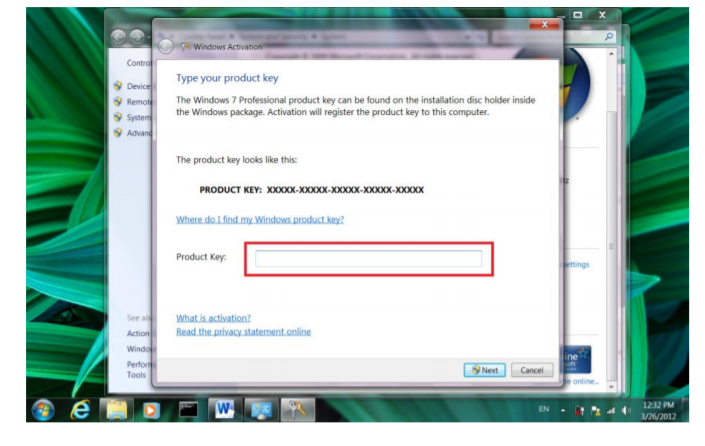 Windows Activation
Control
Type your product key
Device
The Windows 7 Professional product key can be found on the installation disc holder inside
Remote
the Windows package. Activation will register the product key to this computer.
System
Advanc
The product key looks like this:
PRODUCT KEY: XXXXX-XXXXX-XXXXX-XXXXX-XXXXX
Where do I find my Windows product key?
Product Key:
ettings
See als
What is activation?
Action
Read the privacy statement online
Window
Perform
Tools
Next
Cancel
ine
e online...
EN
12:32 PM
3/26/2012